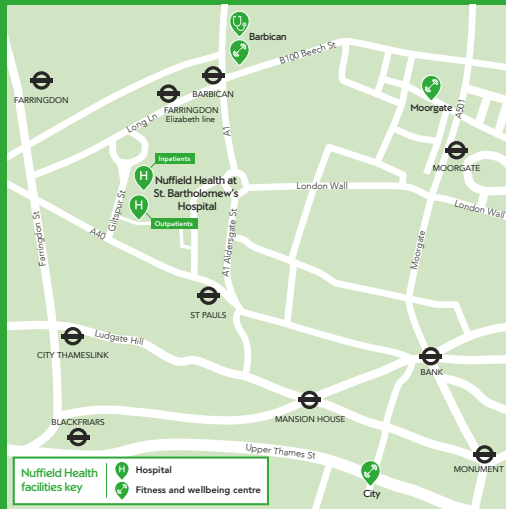 Barbican
B100 Beech St
FARRINGDON
BARBICAN
FARRINGDON
Elizabeth line
Long Ln
A1
Moorgate
A501
MOORGATE
Inpatients
H
Nuffield Health at
St. Bartholomew's
Hospital
H
Outpatients
Giltspur St
London Wall
London Wall
Farringdon St
A40
A1 Aldersgate St
Moorgate
ST PAULS
Ludgate Hill
CITY THAMESLINK
BANK
BLACKFRIARS
MANSION HOUSE
Upper Thames St
MONUMENT
City
Nuffield Health
facilities key
H
Hospital
Fitness and wellbeing centre